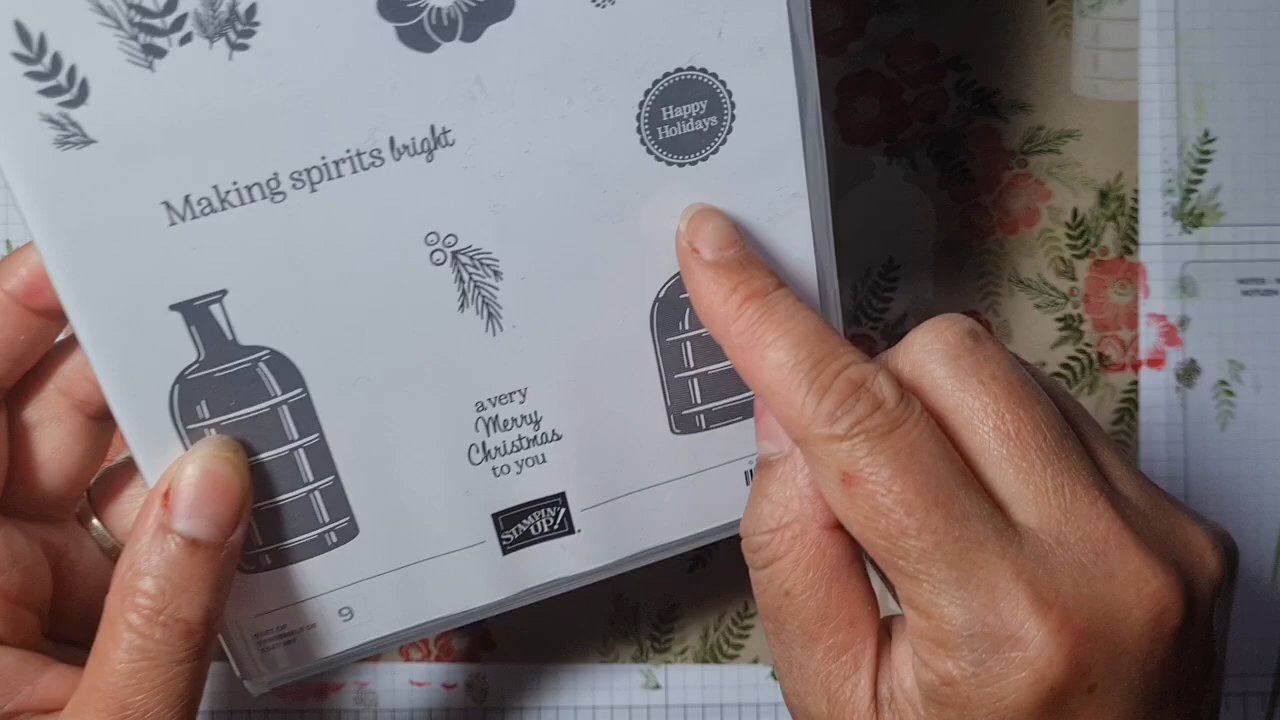 Happy
Holidays
Making spirits bright
a very
Merry
Christmas
to you
STAMPIN'
UP!
9